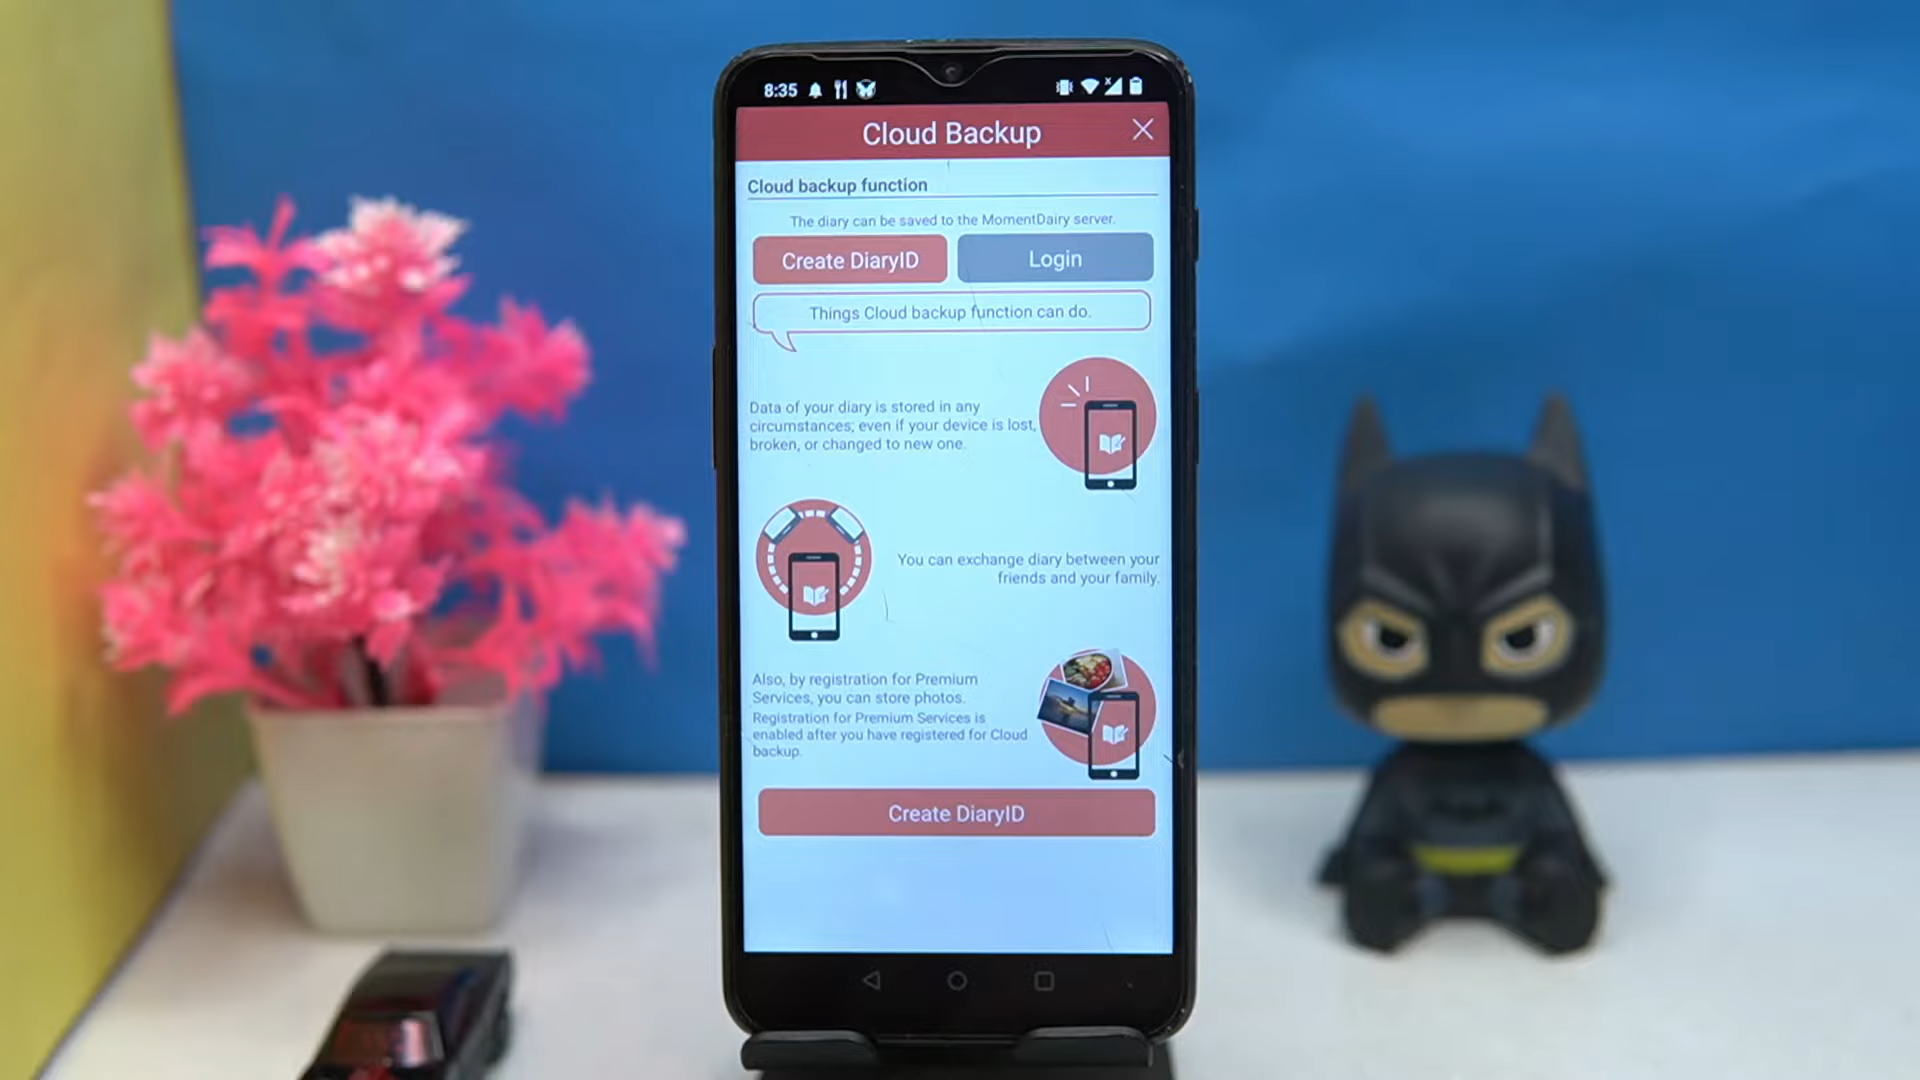 8:35
Cloud Backup
Cloud backup function
The diary can be saved to the MomentDairy server.
Create DiaryID
Login
Things Cloud backup function can do.
Data of your diary is stored in any
circumstances; even if your device is lost,
broken, or changed to new one.
You can exchange diary between your
friends and your family.
Also, by registration for Premium
Services, you can store photos.
Registration for Premium Services is
enabled after you have registered for Cloud
backup.
Create DiaryID